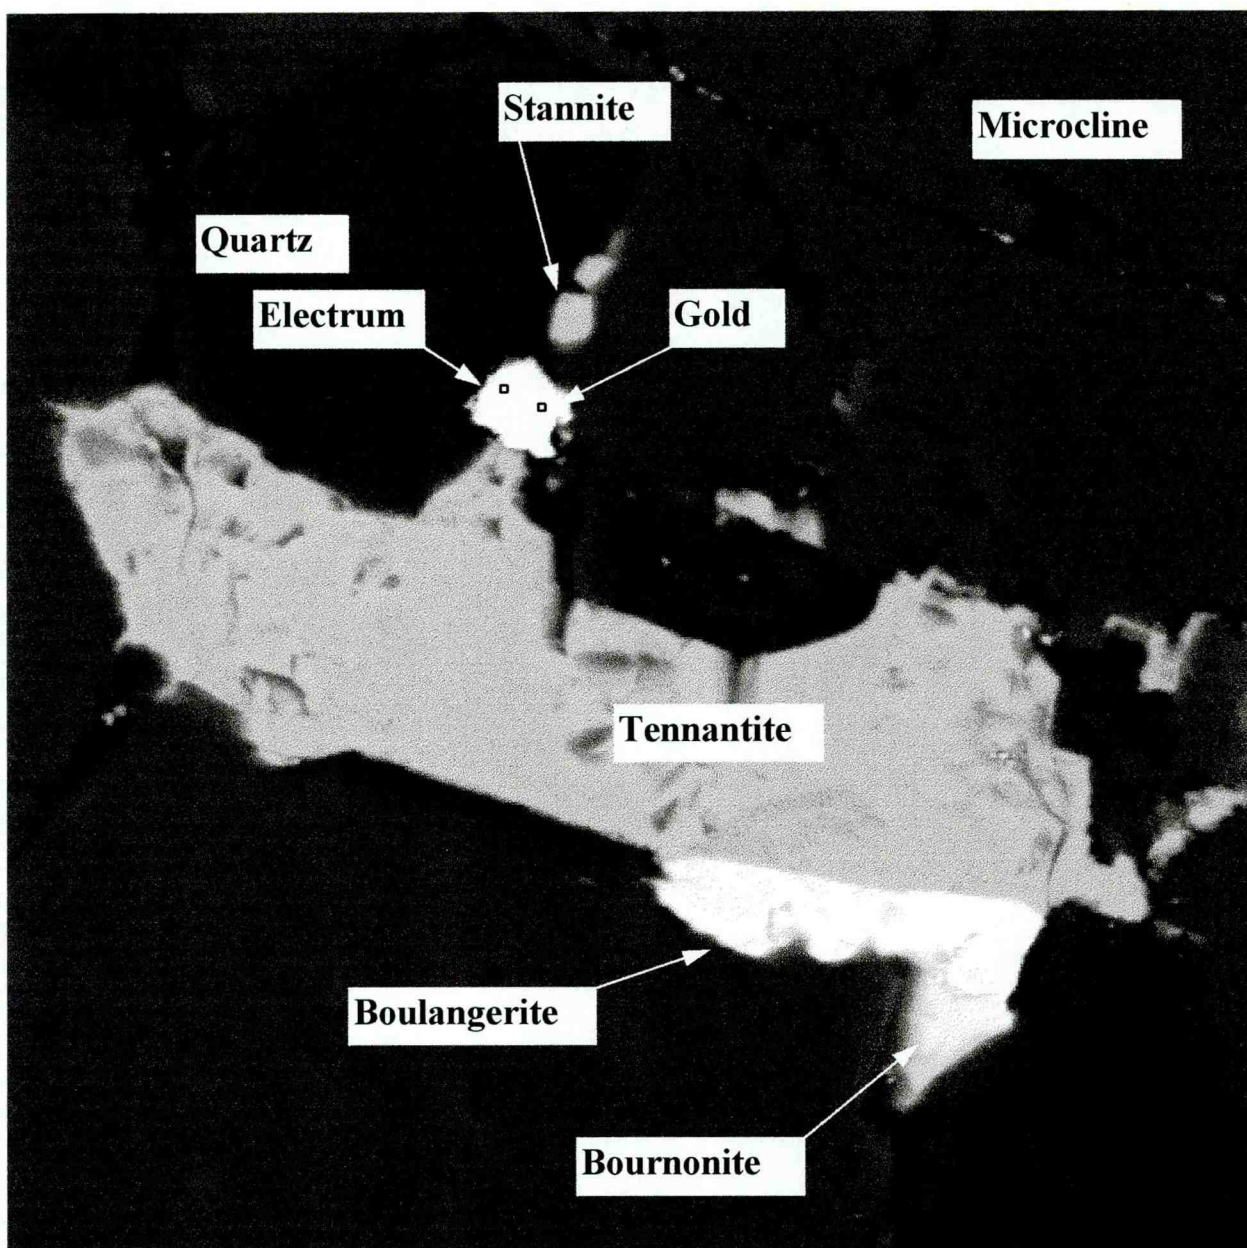 Stannite
Microcline
Quartz
Electrum
Gold
Tennantite
Boulangerite
Bournonite